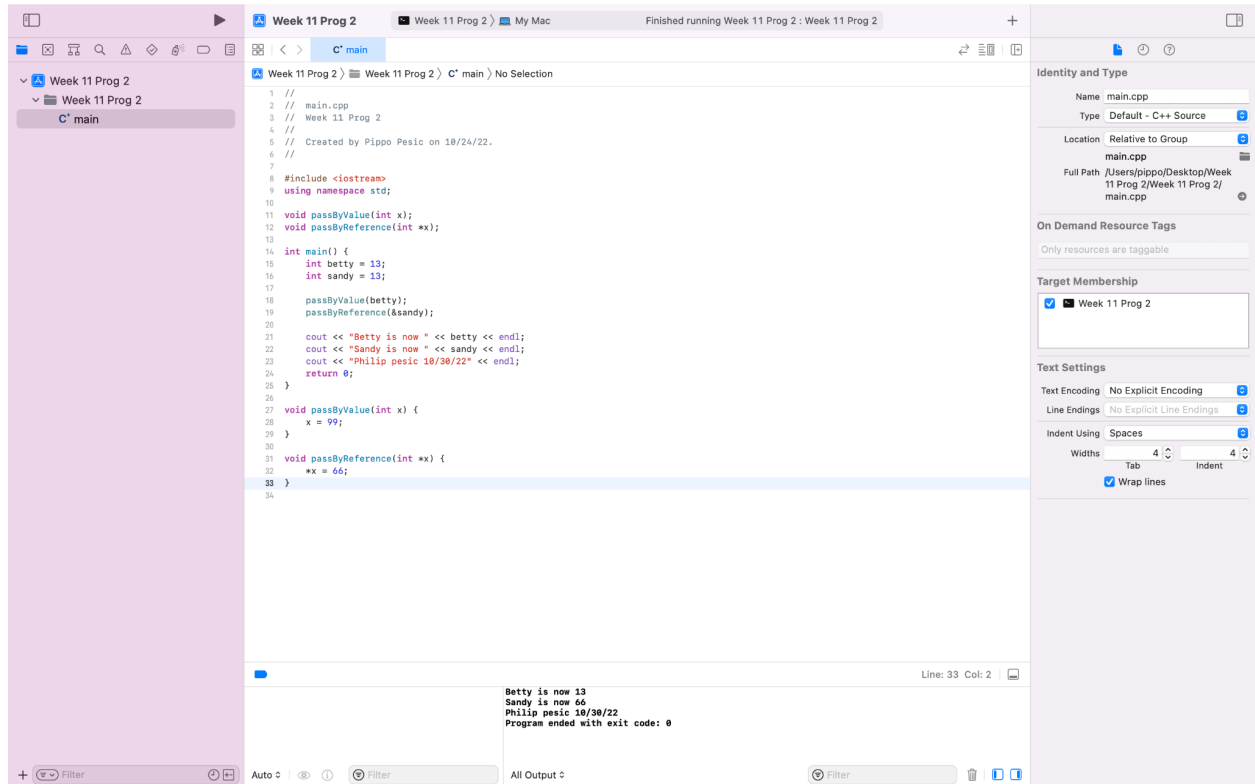 Week 11 Prog 2
Week 11 Prog 2 〉 My Mac
Finished running Week 11 Prog 2 : Week 11 Prog 2
main
Week 11 Prog 2 〉 Week 11 Prog 2 〉 main 〉 No Selection
Week 11 Prog 2
Week 11 Prog 2
main
Filter
1 //
2 //  main.cpp
3 //  Week 11 Prog 2
4 //
5 //  Created by Pippo Pesic on 10/24/22.
6 //
7
8 #include <iostream>
9 using namespace std;
10
11 void passByValue(int x);
12 void passByReference(int *x);
13
14 int main() {
15     int betty = 13;
16     int sandy = 13;
17
18     passByValue(betty);
19     passByReference(&sandy);
20
21     cout << "Betty is now " << betty << endl;
22     cout << "Sandy is now " << sandy << endl;
23     cout << "Philip pesic 10/30/22" << endl;
24     return 0;
25 }
26
27 void passByValue(int x) {
28     x = 99;
29 }
30
31 void passByReference(int *x) {
32     *x = 66;
33 }
34
Line: 33 Col: 2
Betty is now 13
Sandy is now 66
Philip pesic 10/30/22
Program ended with exit code: 0
Auto
Filter
All Output
Filter
Identity and Type
Name main.cpp
Type Default - C++ Source
Location Relative to Group
main.cpp
Full Path /Users/pippo/Desktop/Week
11 Prog 2/Week 11 Prog 2/
main.cpp
On Demand Resource Tags
Only resources are taggable
Target Membership
Week 11 Prog 2
Text Settings
Text Encoding No Explicit Encoding
Line Endings No Explicit Line Endings
Indent Using Spaces
Widths 4 4
Tab Indent
Wrap lines